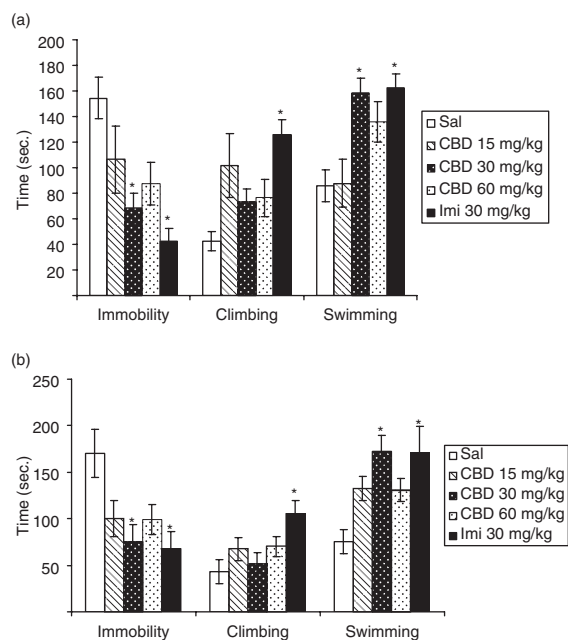 (a)
200
180
160
140
120
100
80
60
40
20
Time (sec.)
*
*
*
*
*
Immobility Climbing Swimming
Sal
CBD 15 mg/kg
CBD 30 mg/kg
CBD 60 mg/kg
Imi 30 mg/kg
(b)
250
200
150
100
50
Time (sec.)
*
*
*
*
*
Immobility Climbing Swimming
Sal
CBD 15 mg/kg
CBD 30 mg/kg
CBD 60 mg/kg
Imi 30 mg/kg